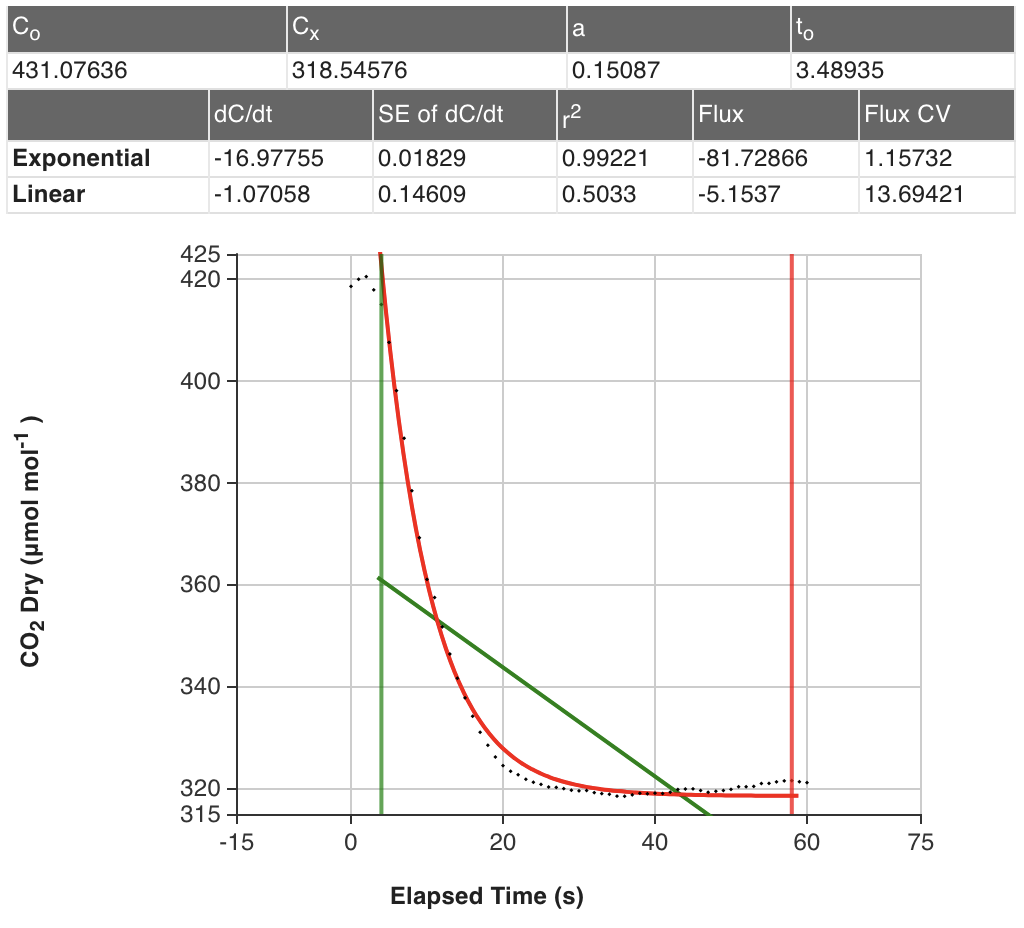 Co Cx a to
431.07636 318.54576 0.15087 3.48935
dC/dt SE of dC/dt r2 Flux Flux CV
Exponential -16.97755 0.01829 0.99221 -81.72866 1.15732
Linear -1.07058 0.14609 0.5033 -5.1537 13.69421
425
420
400
380
360
340
320
315
-15 0 20 40 60 75
CO2 Dry (μmol mol-1 )
Elapsed Time (s)